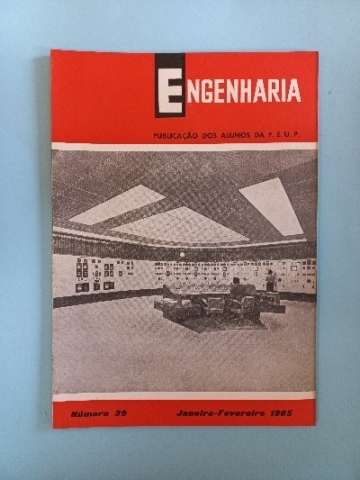 ENGENHARIA
PUBLICAÇÃO DOS ALUNOS DA F. E. U. P.
Número 39 Janeiro-Fevereiro 1965